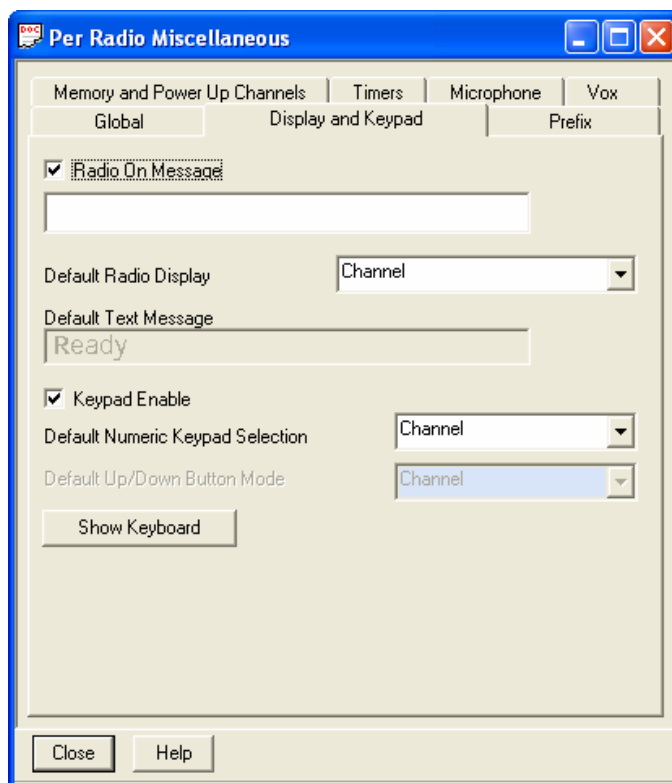 DOC
Per Radio Miscellaneous
Memory and Power Up Channels Timers Microphone Vox
Global Display and Keypad Prefix
Radio On Message
Default Radio Display Channel
Default Text Message
Ready
Keypad Enable
Default Numeric Keypad Selection Channel
Default Up/Down Button Mode Channel
Show Keyboard
Close Help